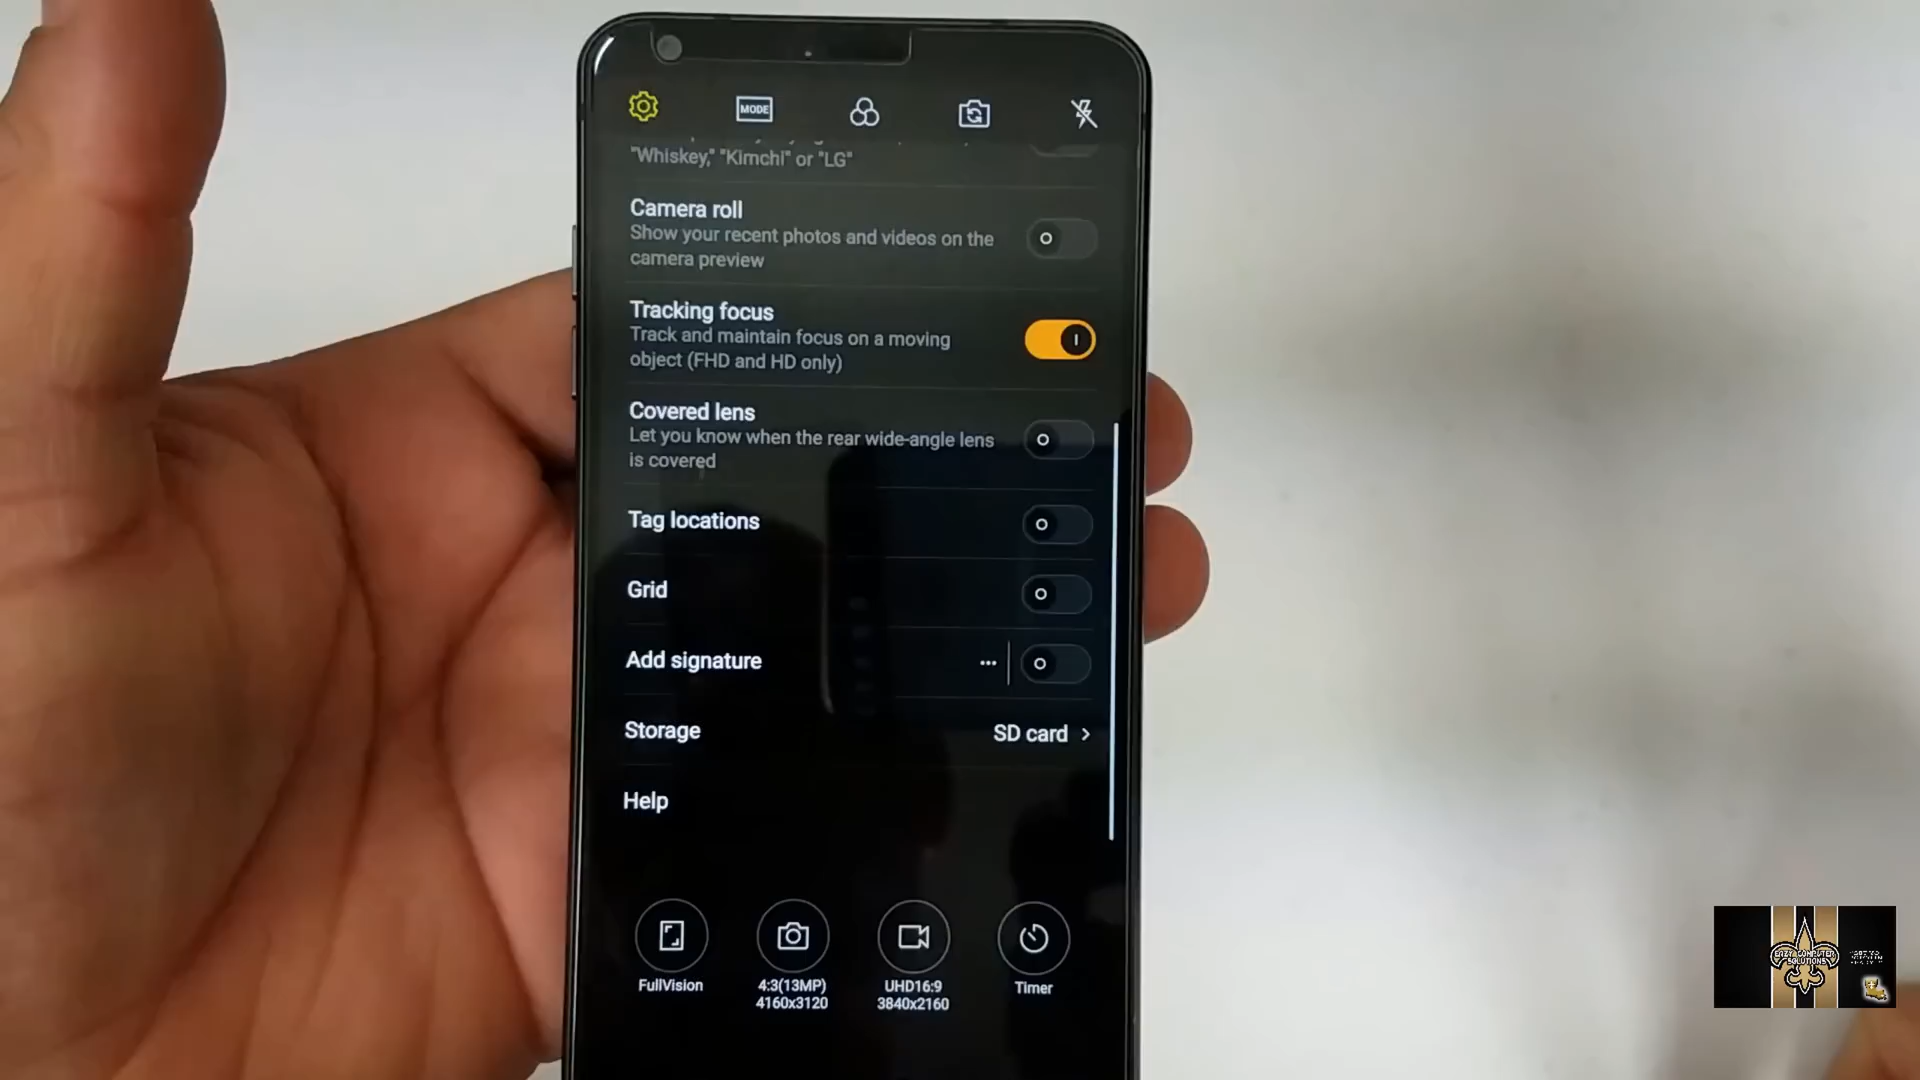 MODE
"Whiskey," "Kimchi" or "LG"
Camera roll
Show your recent photos and videos on the
camera preview
Tracking focus
Track and maintain focus on a moving
object (FHD and HD only)
Covered lens
Let you know when the rear wide-angle lens
is covered
Tag locations
Grid
Add signature
Storage
SD card
Help
FullVision
4:3(13MP)
4160x3120
UHD16:9
3840x2160
Timer
EAZY COMPUTER
SOLUTIONS